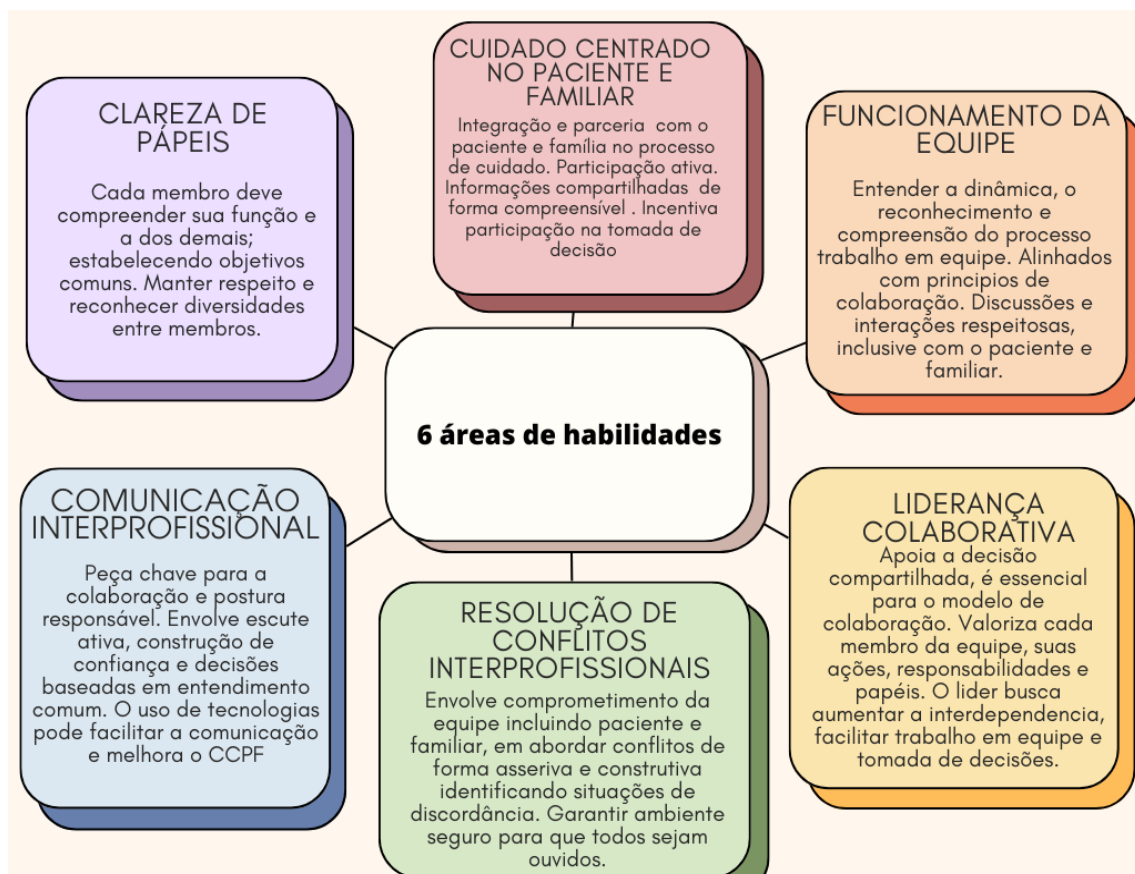 CLAREZA DE
PÁPEIS
Cada membro deve
compreender sua função e
a dos demais;
estabelecendo objetivos
comuns. Manter respeito e
reconhecer diversidades
entre membros.
CUIDADO CENTRADO
NO PACIENTE E
FAMILIAR
Integração e parceria com o
paciente e família no processo
de cuidado. Participação ativa.
Informações compartilhadas de
forma compreensível . Incentiva
participação na tomada de
decisão
FUNCIONAMENTO DA
EQUIPE
Entender a dinâmica, o
reconhecimento e
compreensão do processo
trabalho em equipe. Alinhados
com principios de
colaboração. Discussões e
interações respeitosas,
inclusive com o paciente e
familiar.
6 áreas de habilidades
COMUNICAÇÃO
INTERPROFISSIONAL
Peça chave para a
colaboração e postura
responsável. Envolve escute
ativa, construção de
confiança e decisões
baseadas em entendimento
comum. O uso de tecnologias
pode facilitar a comunicação
e melhora o CCPF
RESOLUÇÃO DE
CONFLITOS
INTERPROFISSIONAIS
Envolve comprometimento da
equipe incluindo paciente e
familiar, em abordar conflitos de
forma asseriva e construtiva
identificando situações de
discordância. Garantir ambiente
seguro para que todos sejam
ouvidos.
LIDERANÇA
COLABORATIVA
Apoia a decisão
compartilhada, é essencial
para o modelo de
colaboração. Valoriza cada
membro da equipe, suas
ações, responsabilidades e
papéis. O lider busca
aumentar a interdependencia,
facilitar trabalho em equipe e
tomada de decisões.